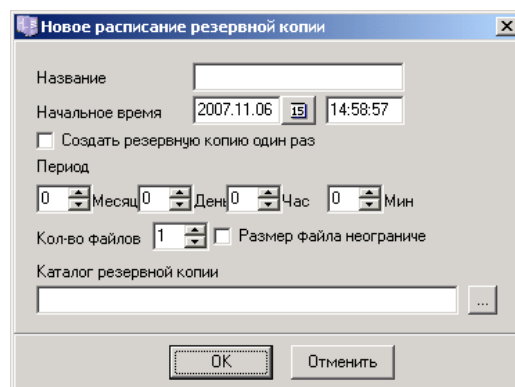 Новое расписание резервной копии
Название
Начальное время 2007.11.06 15 14:58:57
Создать резервную копию один раз
Период
0 Месяц 0 День 0 Час 0 Мин
Кол-во файлов 1 Размер файла неограниче
Каталог резервной копии
...
OK Отменить